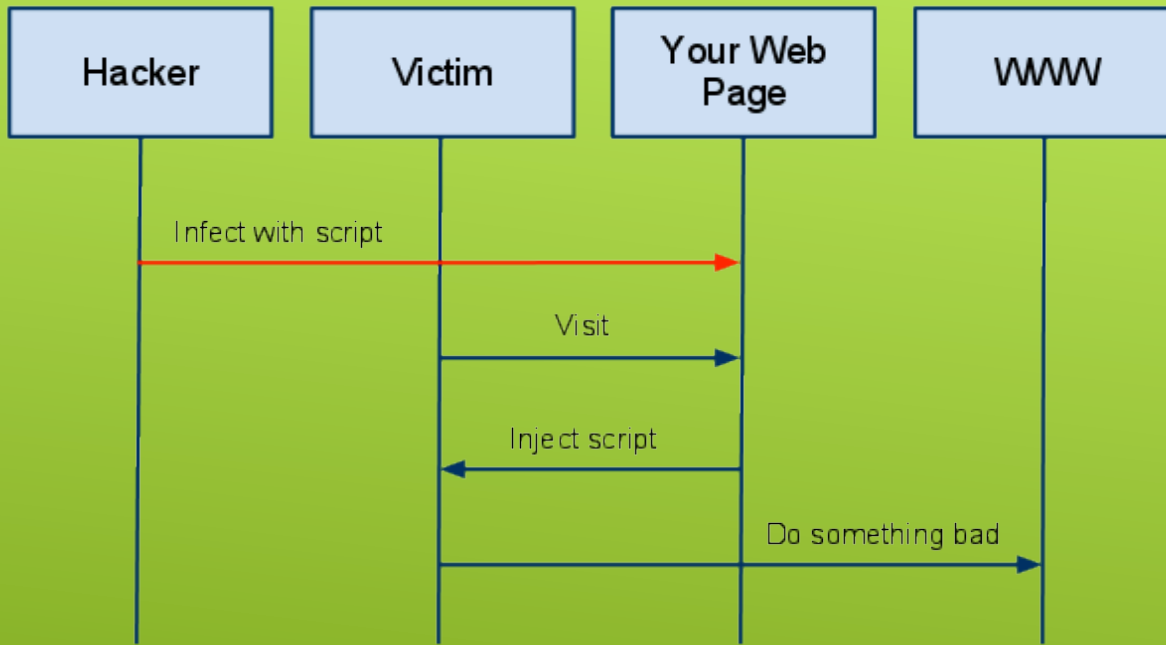 Hacker
Victim
Your Web
Page
WWW
Infect with script
Visit
Inject script
Do something bad